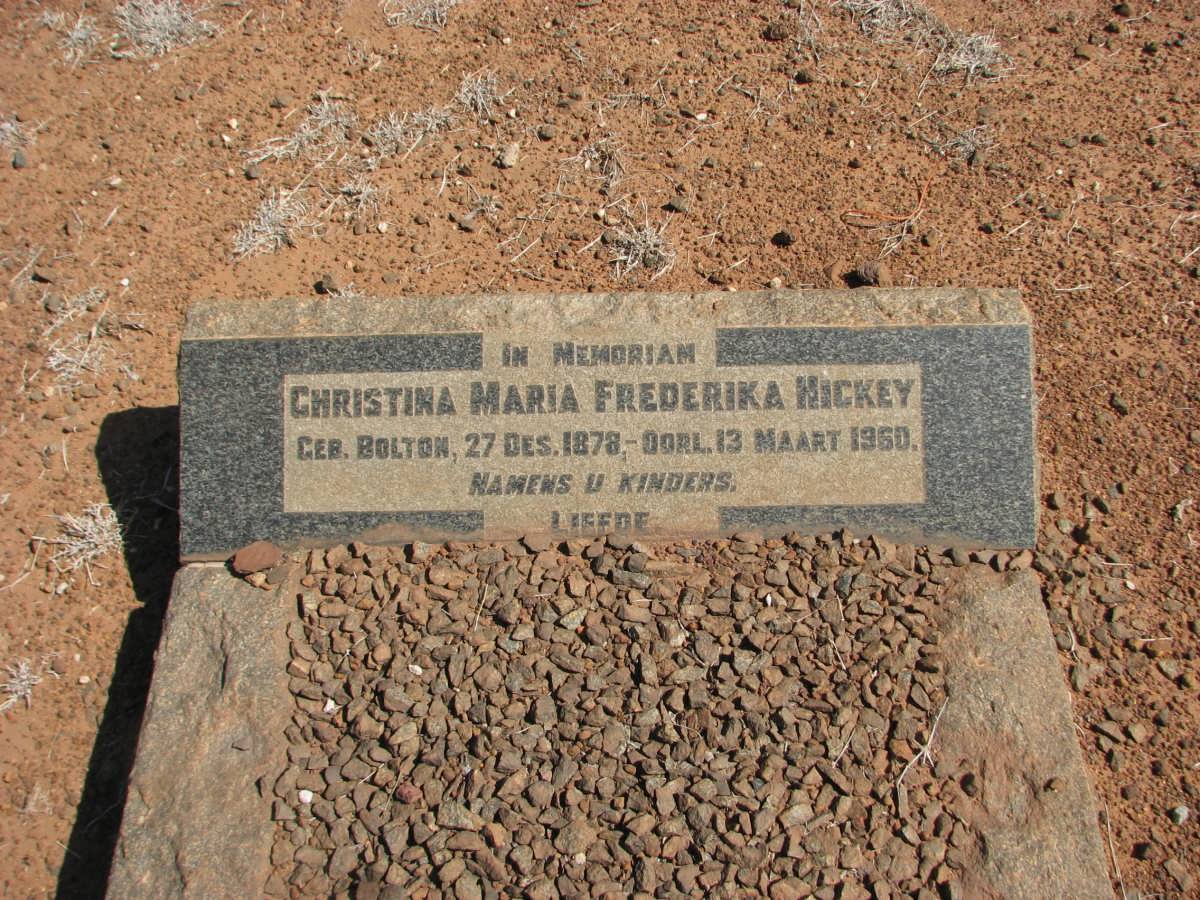 IN MEMORIAM
CHRISTINA MARIA FREDERIKA HICKEY
GEB. BOLTON, 27 DES. 1878,-OORL. 13 MAART 1960.
NAMENS U KINDERS.
LIEFDE